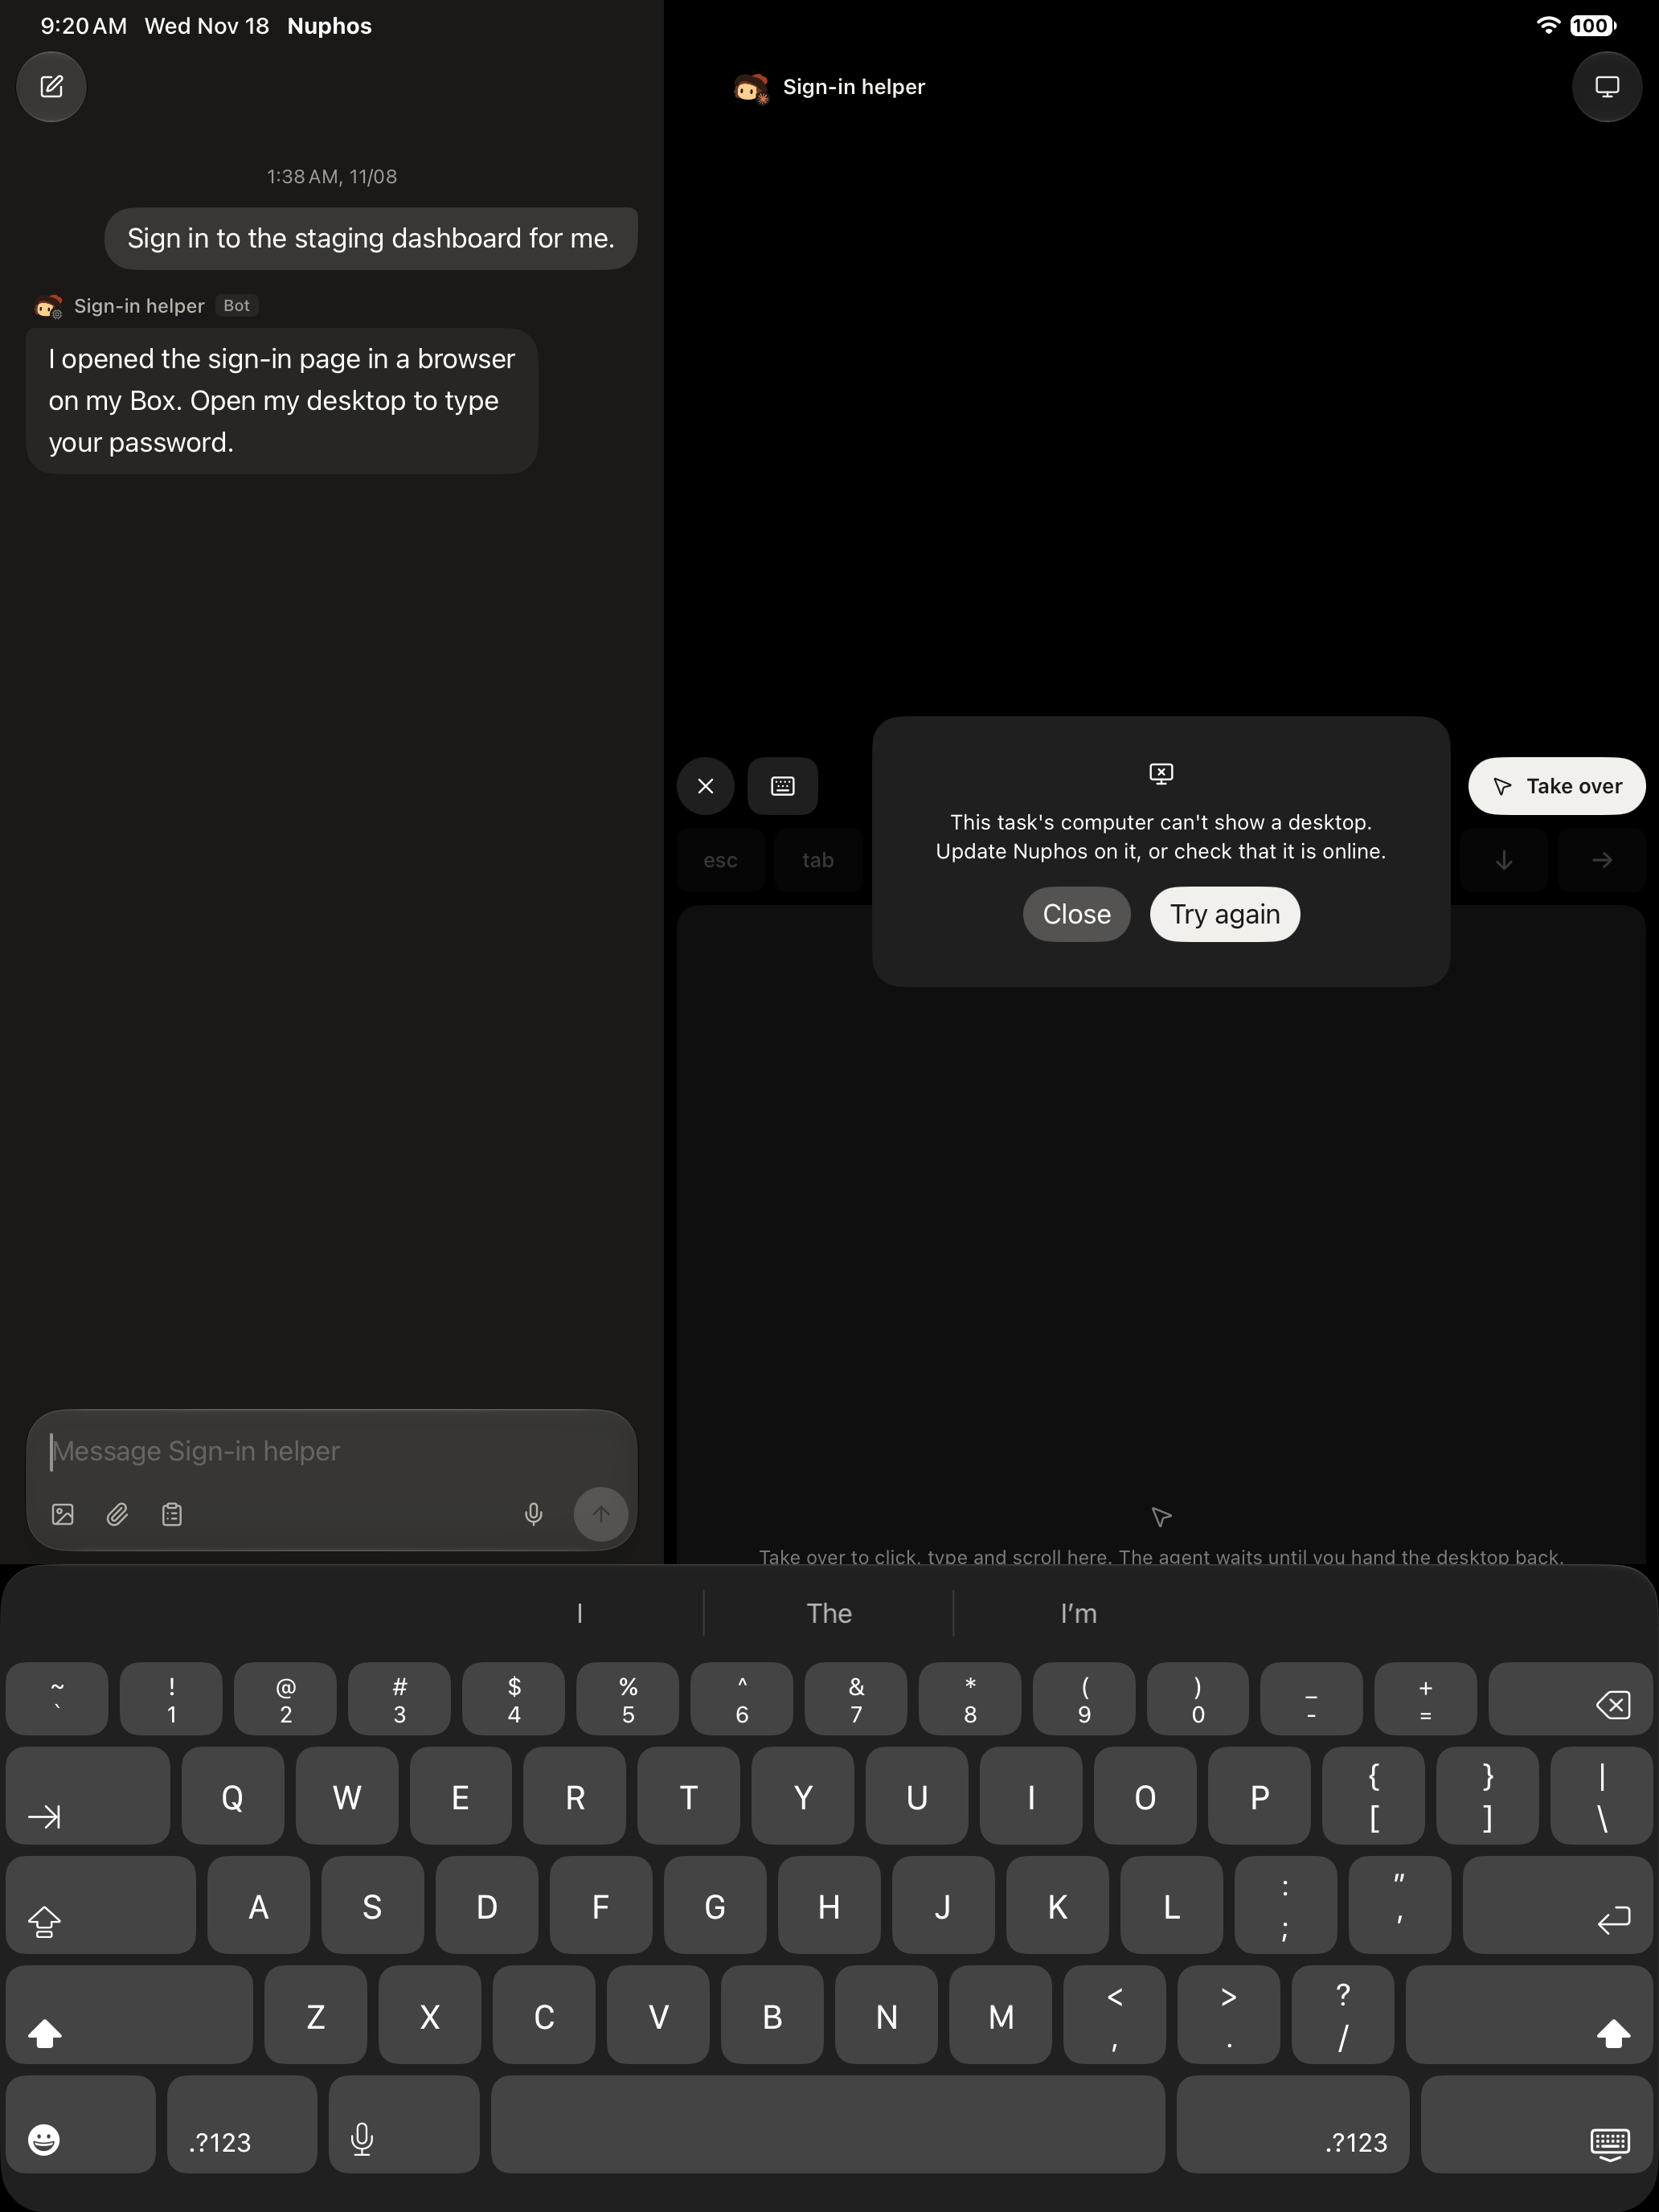 9:20 AM Wed Nov 18 Nuphos
100
Sign-in helper
1:38 AM, 11/08
Sign in to the staging dashboard for me.
Sign-in helper Bot
I opened the sign-in page in a browser
on my Box. Open my desktop to type
your password.
This task's computer can't show a desktop.
Update Nuphos on it, or check that it is online.
Close Try again
Take over
esc tab
Message Sign-in helper
Take over to click, type and scroll here. The agent waits until you hand the desktop back.
I The I’m
~ ! @ # $ % ^ & * ( ) _ +
` 1 2 3 4 5 6 7 8 9 0 - =
Q W E R T Y U I O P { } |
[ ] \
A S D F G H J K L : "
; '
Z X C V B N M < > ?
, . /
.?123 .?123